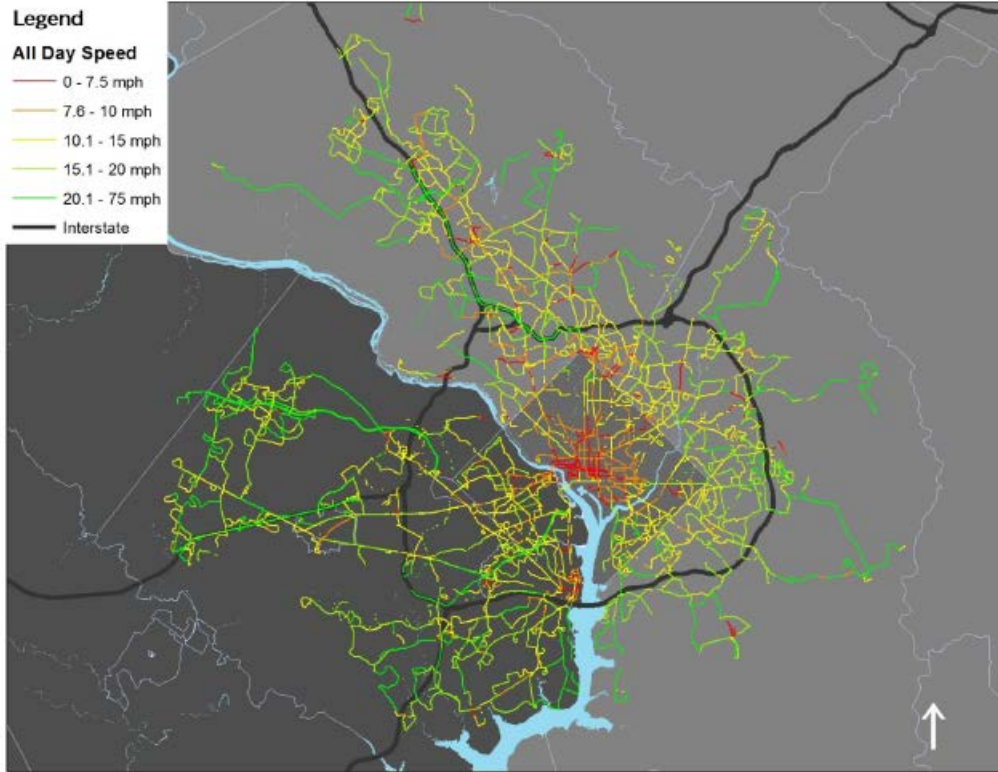 Legend
All Day Speed
0 - 7.5 mph
7.6 - 10 mph
10.1 - 15 mph
15.1 - 20 mph
20.1 - 75 mph
Interstate